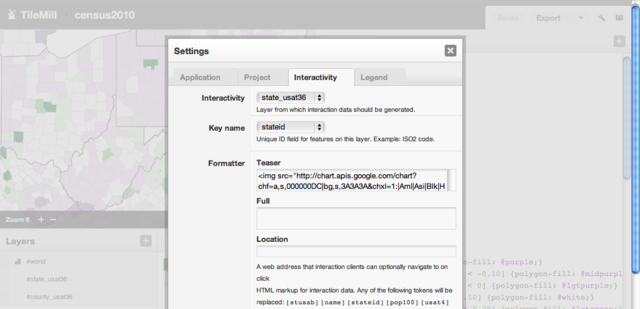 TileMill › census2010
Export
Settings
Application Project Interactivity Legend
Interactivity state_usat36
Layer from which interaction data should be generated.
Key name stateid
Unique ID field for features on this layer. Example: ISO2 code.
Formatter Teaser
<img src="http://chart.apis.google.com/chart?
chf=a,s,000000DC|bg,s,3A3A3A&chxl=1:|AmI|Asi|Blk|H
Full
Location
A web address that interaction clients can optionally navigate to on
click
HTML markup for interaction data. Any of the following tokens will be
replaced: [stusab] [name] [stateid] [pop100] [usat4]
Zoom 6 + −
Layers +
#world
#state_usat36
#county_usat36
n-fill: #purple;}
< -0.10] {polygon-fill: #midpurpl
< 0] {polygon-fill: #lgtpurple;}
.10] {polygon-fill: #white;}